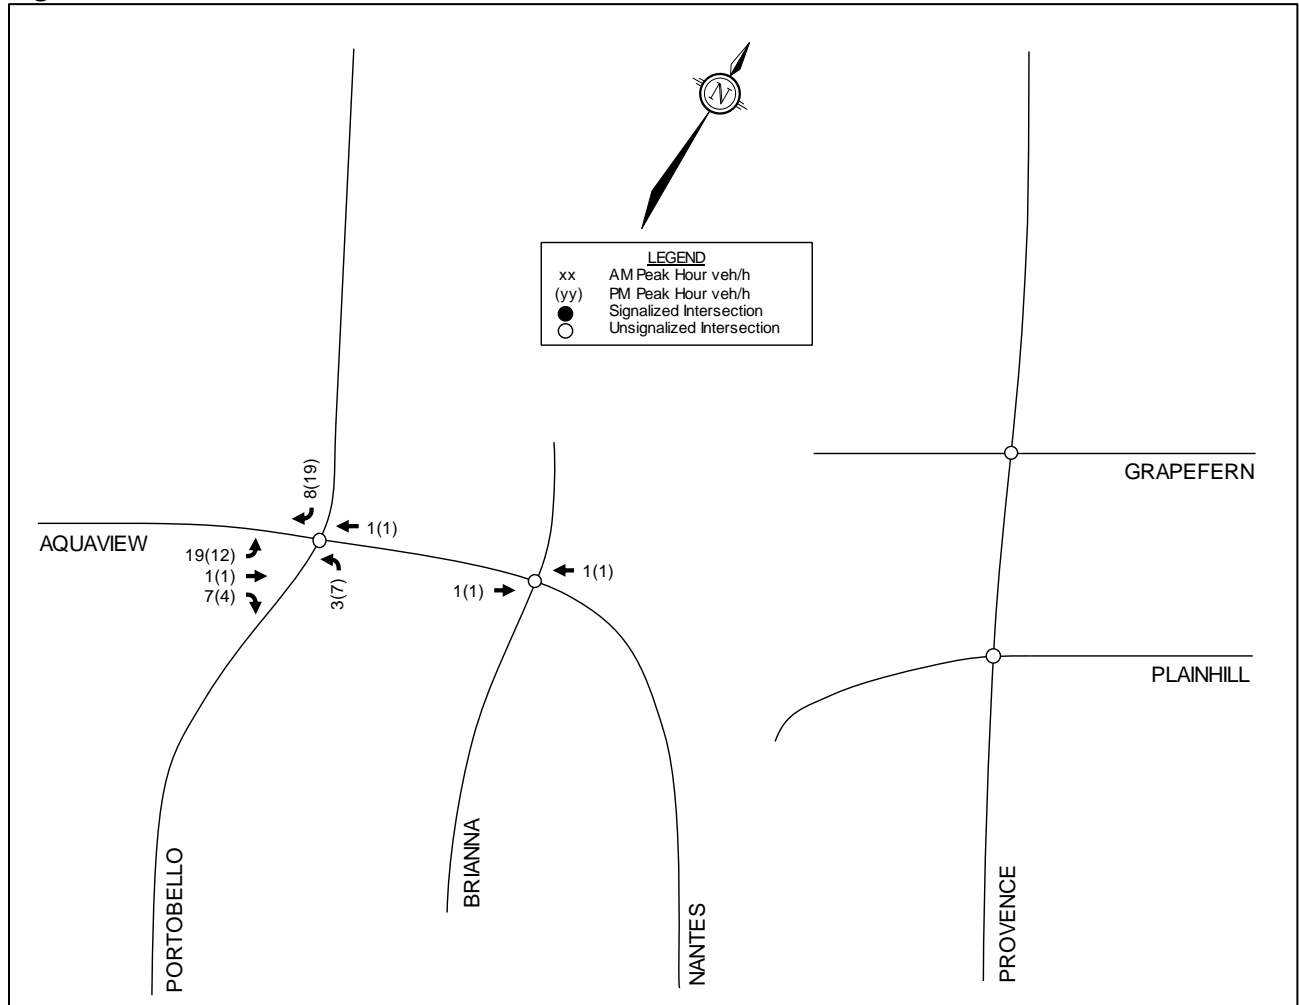 N
LEGEND
xx AM Peak Hour veh/h
(yy) PM Peak Hour veh/h
Signalized Intersection
Unsignalized Intersection
GRAPEFERN
8(19)
1(1)
AQUAVIEW
19(12)
1(1)
7(4)
3(7)
1(1)
1(1)
PLAINHILL
PORTOBELLO
BRIANNA
NANTES
PROVENCE